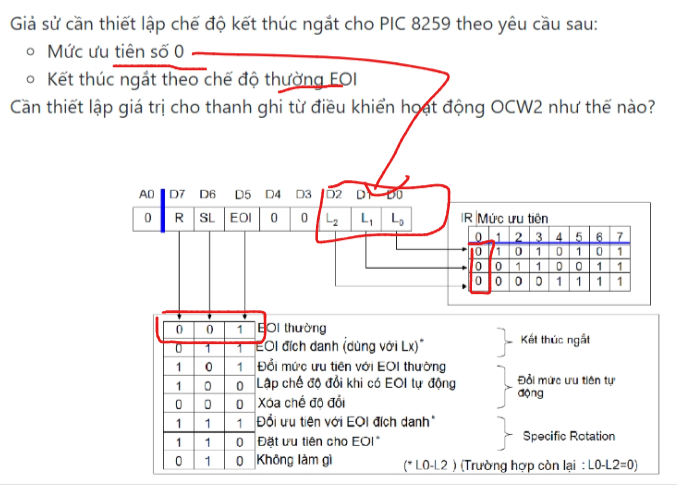 Giả sử cần thiết lập chế độ kết thúc ngắt cho PIC 8259 theo yêu cầu sau:
Mức ưu tiên số 0
Kết thúc ngắt theo chế độ thường EOI
Cần thiết lập giá trị cho thanh ghi từ điều khiển hoạt động OCW2 như thế nào?
A0 D7 D6 D5 D4 D3 D2 D1 D0
0 R SL EOI 0 0 L2 L1 L0
IR Mức ưu tiên
0 1 2 3 4 5 6 7
0 1 0 1 0 1 0 1
0 0 1 1 0 0 1 1
0 0 0 0 1 1 1 1
0 0 1 EOI thường
0 1 1 EOI đích danh (dùng với Lx)*
Kết thúc ngắt
1 0 1 Đổi mức ưu tiên với EOI thường
1 0 0 Lập chế độ đổi khi có EOI tự động
0 0 0 Xóa chế độ đổi
Đổi mức ưu tiên tự động
1 1 1 Đổi ưu tiên với EOI đích danh*
1 1 0 Đặt ưu tiên cho EOI*
Specific Rotation
0 1 0 Không làm gì
(* L0-L2 ) (Trường hợp còn lại : L0-L2=0)